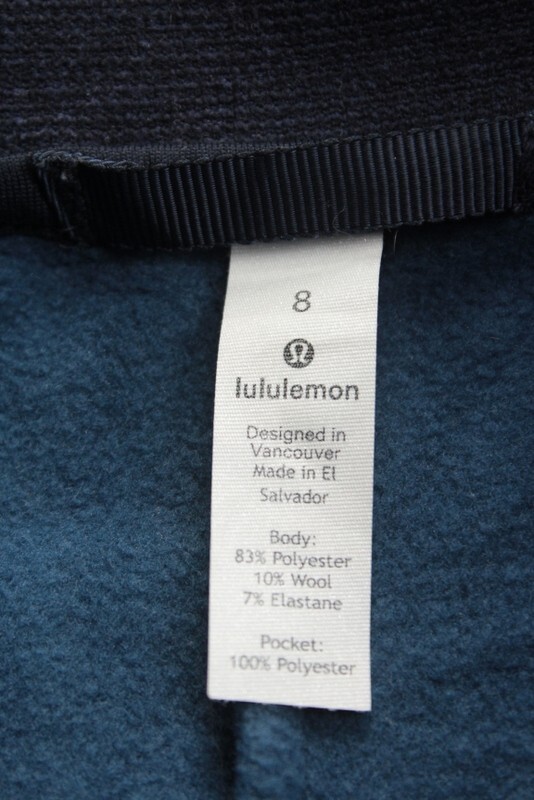 8
lululemon
Designed in
Vancouver
Made in El
Salvador
Body:
83% Polyester
10% Wool
7% Elastane
Pocket:
100% Polyester